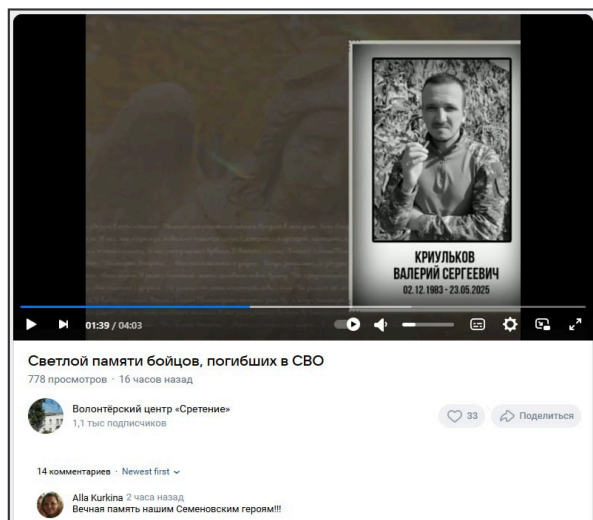 КРИУЛЬКОВ
ВАЛЕРИЙ СЕРГЕЕВИЧ
02.12.1983 - 23.05.2025
01:39 / 04:03
Светлой памяти бойцов, погибших в СВО
778 просмотров · 16 часов назад
Волонтёрский центр «Сретение»
1,1 тыс подписчиков
33
Поделиться
14 комментариев · Newest first
Alla Kurkina 2 часа назад
Вечная память нашим Семеновским героям!!!